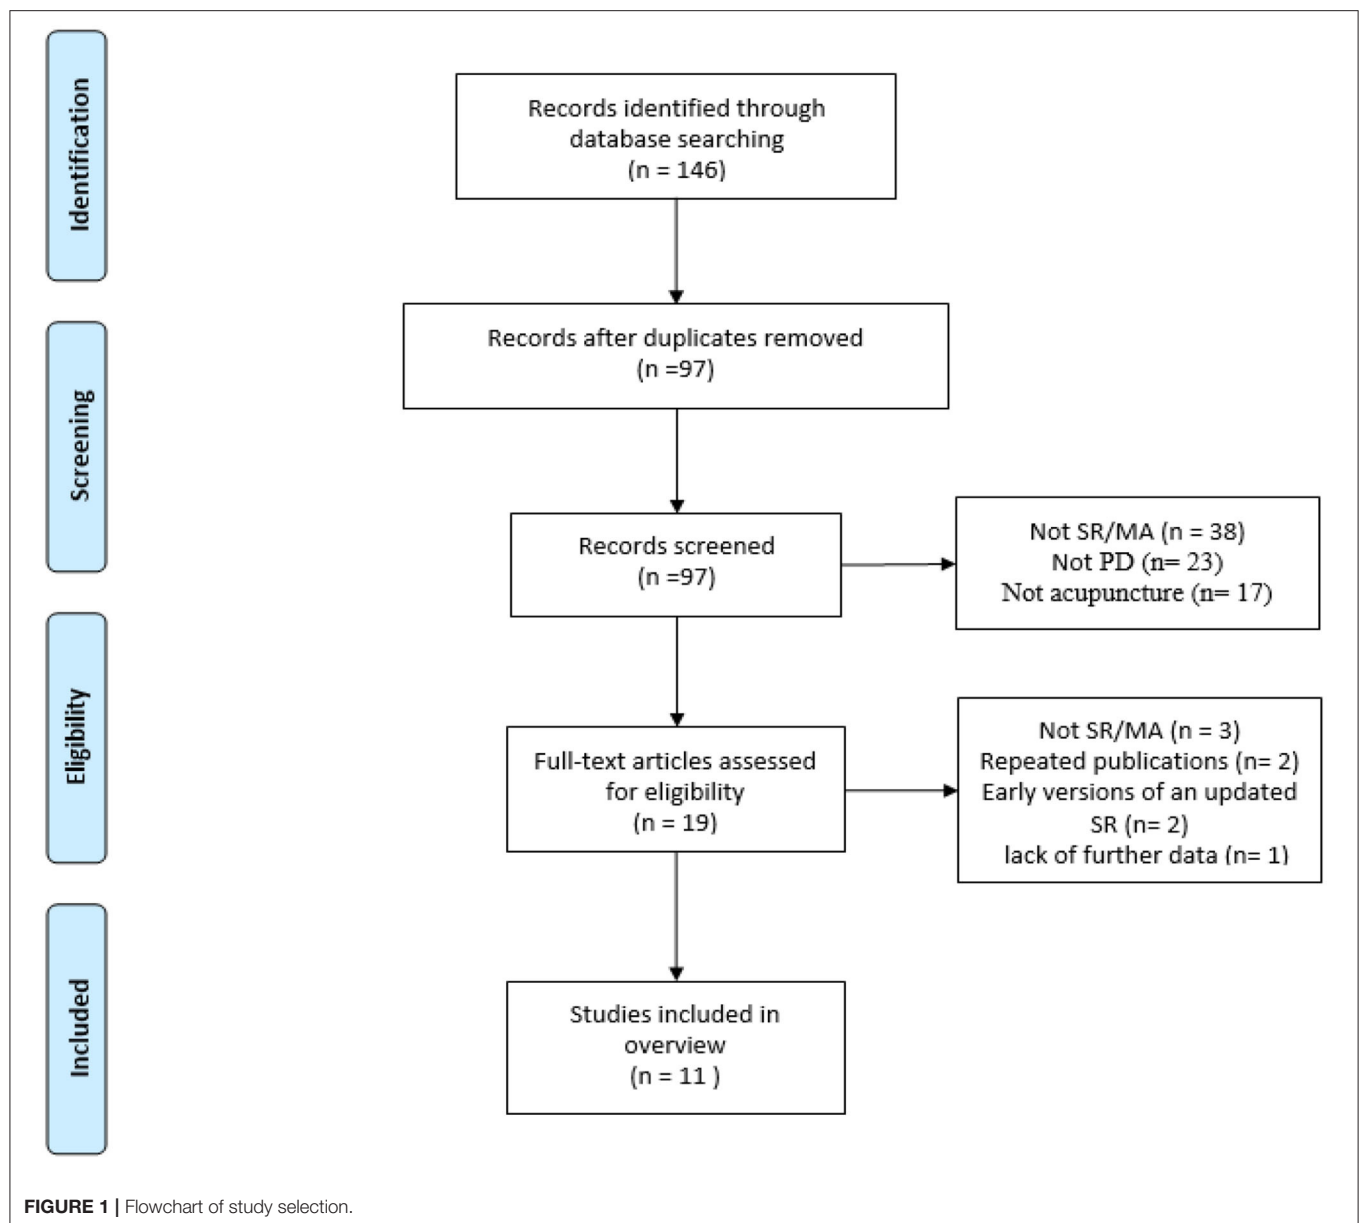 Identification
Records identified through
database searching
(n = 146)
Records after duplicates removed
(n =97)
Screening
Records screened
(n =97)
Not SR/MA (n = 38)
Not PD (n= 23)
Not acupuncture (n= 17)
Eligibility
Full-text articles assessed
for eligibility
(n = 19)
Not SR/MA (n = 3)
Repeated publications (n= 2)
Early versions of an updated
SR (n= 2)
lack of further data (n= 1)
Included
Studies included in
overview
(n = 11 )
FIGURE 1 | Flowchart of study selection.